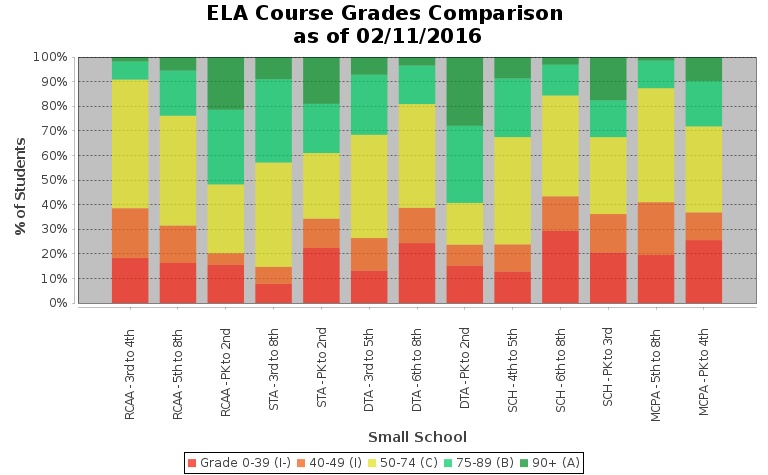 ELA Course Grades Comparison
as of 02/11/2016
100%
90%
80%
70%
60%
50%
40%
30%
20%
10%
0%
% of Students
RCAA - 3rd to 4th
RCAA - 5th to 8th
RCAA - PK to 2nd
STA - 3rd to 8th
STA - PK to 2nd
DTA - 3rd to 5th
DTA - 6th to 8th
DTA - PK to 2nd
SCH - 4th to 5th
SCH - 6th to 8th
SCH - PK to 3rd
MCPA - 5th to 8th
MCPA - PK to 4th
Small School
Grade 0-39 (I-) 40-49 (I) 50-74 (C) 75-89 (B) 90+ (A)